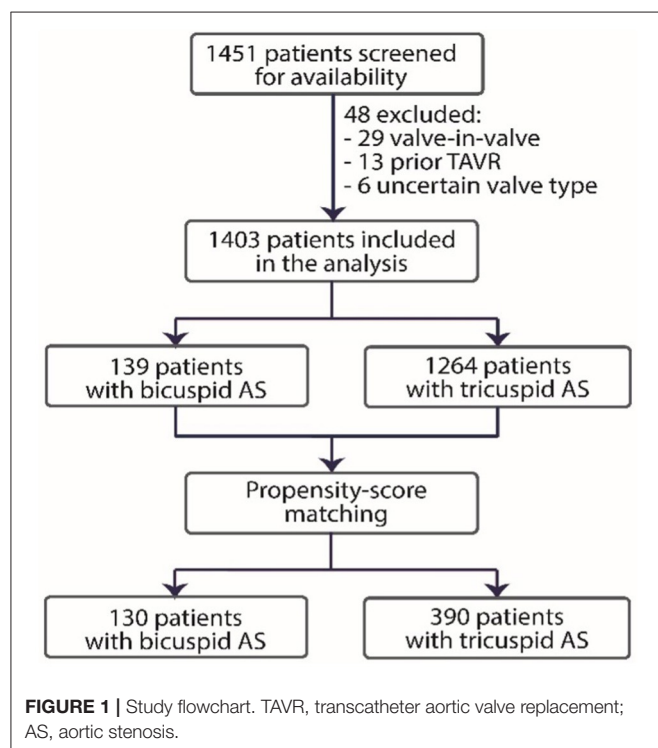 1451 patients screened
for availability
48 excluded:
- 29 valve-in-valve
- 13 prior TAVR
- 6 uncertain valve type
1403 patients included
in the analysis
139 patients
with bicuspid AS
1264 patients
with tricuspid AS
Propensity-score
matching
130 patients
with bicuspid AS
390 patients
with tricuspid AS
FIGURE 1 | Study flowchart. TAVR, transcatheter aortic valve replacement;
AS, aortic stenosis.